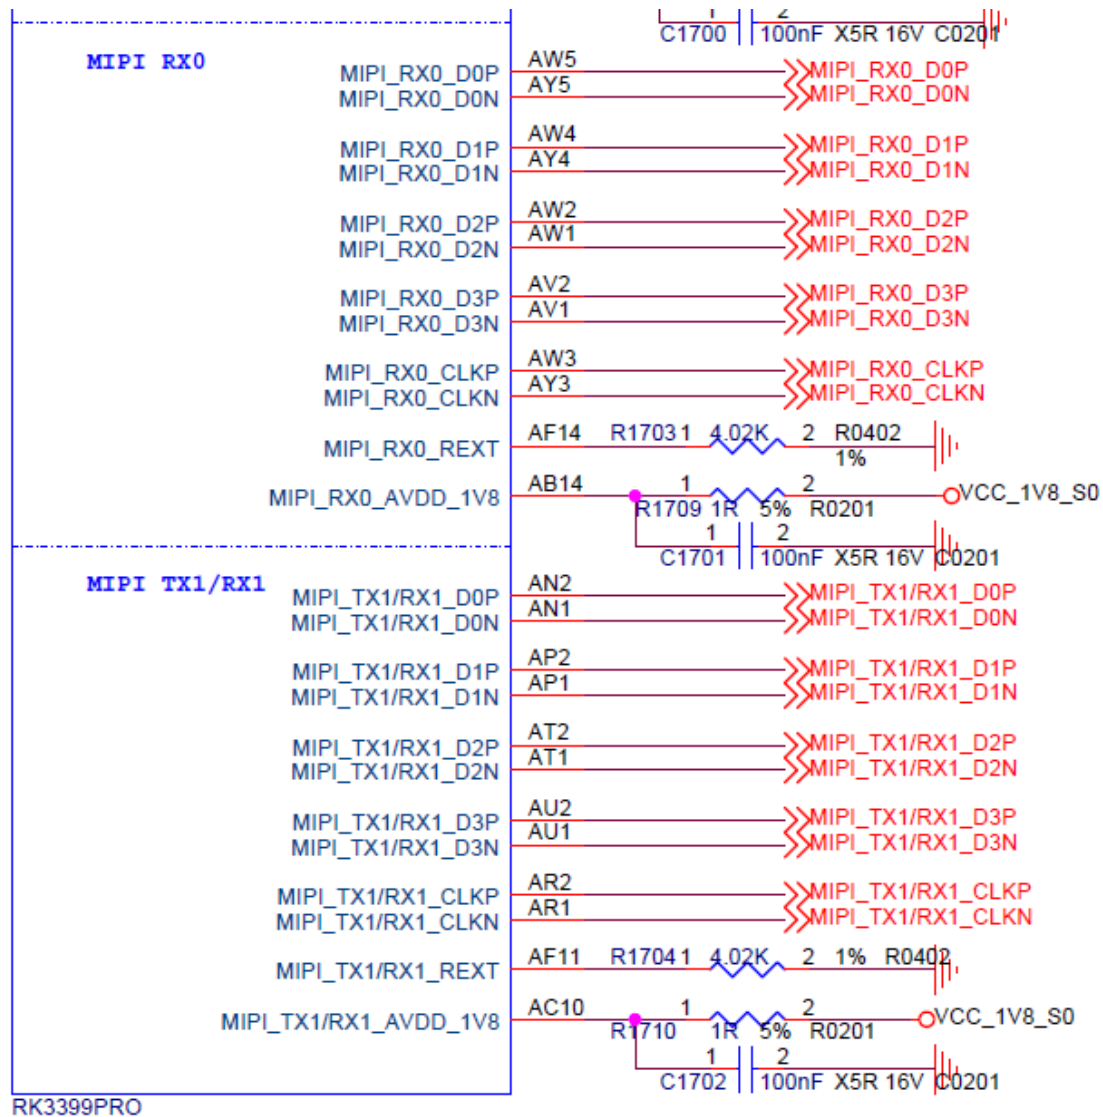 1 2
C1700 100nF X5R 16V C0201
MIPI RX0
MIPI_RX0_D0P AW5 MIPI_RX0_D0P
MIPI_RX0_D0N AY5 MIPI_RX0_D0N
MIPI_RX0_D1P AW4 MIPI_RX0_D1P
MIPI_RX0_D1N AY4 MIPI_RX0_D1N
MIPI_RX0_D2P AW2 MIPI_RX0_D2P
MIPI_RX0_D2N AW1 MIPI_RX0_D2N
MIPI_RX0_D3P AV2 MIPI_RX0_D3P
MIPI_RX0_D3N AV1 MIPI_RX0_D3N
MIPI_RX0_CLKP AW3 MIPI_RX0_CLKP
MIPI_RX0_CLKN AY3 MIPI_RX0_CLKN
MIPI_RX0_REXT AF14 R1703 1 4.02K 2 R0402
1%
MIPI_RX0_AVDD_1V8 AB14 1 2 VCC_1V8_S0
R1709 1R 5% R0201
1 2
C1701 100nF X5R 16V C0201
MIPI TX1/RX1
MIPI_TX1/RX1_D0P AN2 MIPI_TX1/RX1_D0P
MIPI_TX1/RX1_D0N AN1 MIPI_TX1/RX1_D0N
MIPI_TX1/RX1_D1P AP2 MIPI_TX1/RX1_D1P
MIPI_TX1/RX1_D1N AP1 MIPI_TX1/RX1_D1N
MIPI_TX1/RX1_D2P AT2 MIPI_TX1/RX1_D2P
MIPI_TX1/RX1_D2N AT1 MIPI_TX1/RX1_D2N
MIPI_TX1/RX1_D3P AU2 MIPI_TX1/RX1_D3P
MIPI_TX1/RX1_D3N AU1 MIPI_TX1/RX1_D3N
MIPI_TX1/RX1_CLKP AR2 MIPI_TX1/RX1_CLKP
MIPI_TX1/RX1_CLKN AR1 MIPI_TX1/RX1_CLKN
MIPI_TX1/RX1_REXT AF11 R1704 1 4.02K 2 1% R0402
MIPI_TX1/RX1_AVDD_1V8 AC10 1 2 VCC_1V8_S0
R1710 1R 5% R0201
1 2
C1702 100nF X5R 16V C0201
RK3399PRO